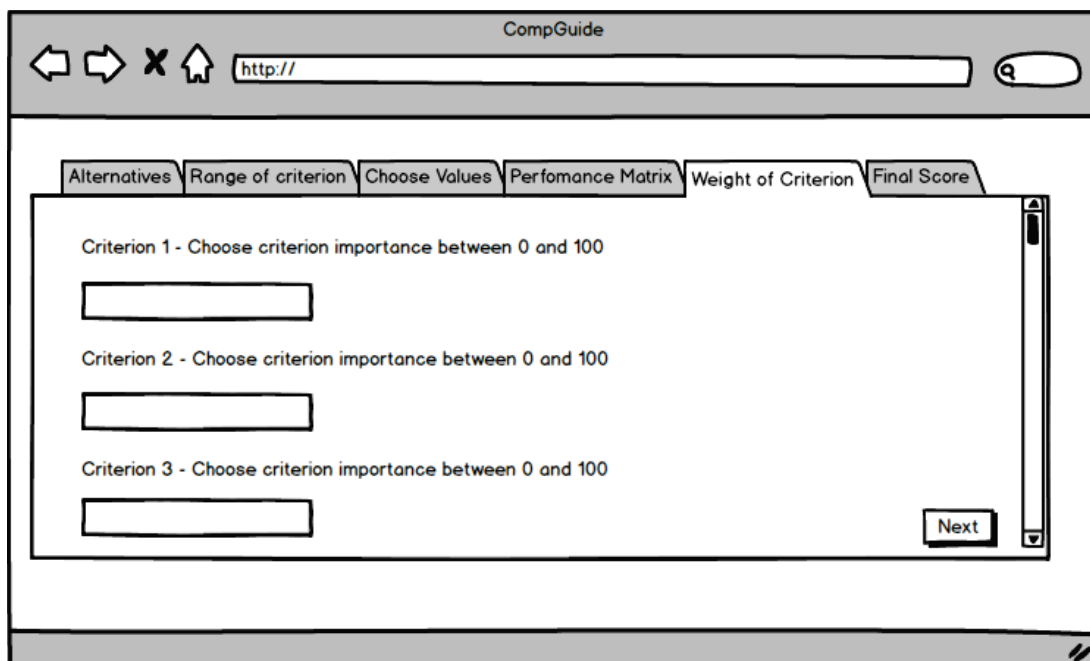 CompGuide
http://
Alternatives Range of criterion Choose Values Perfomance Matrix Weight of Criterion Final Score
Criterion 1 - Choose criterion importance between 0 and 100
Criterion 2 - Choose criterion importance between 0 and 100
Criterion 3 - Choose criterion importance between 0 and 100
Next